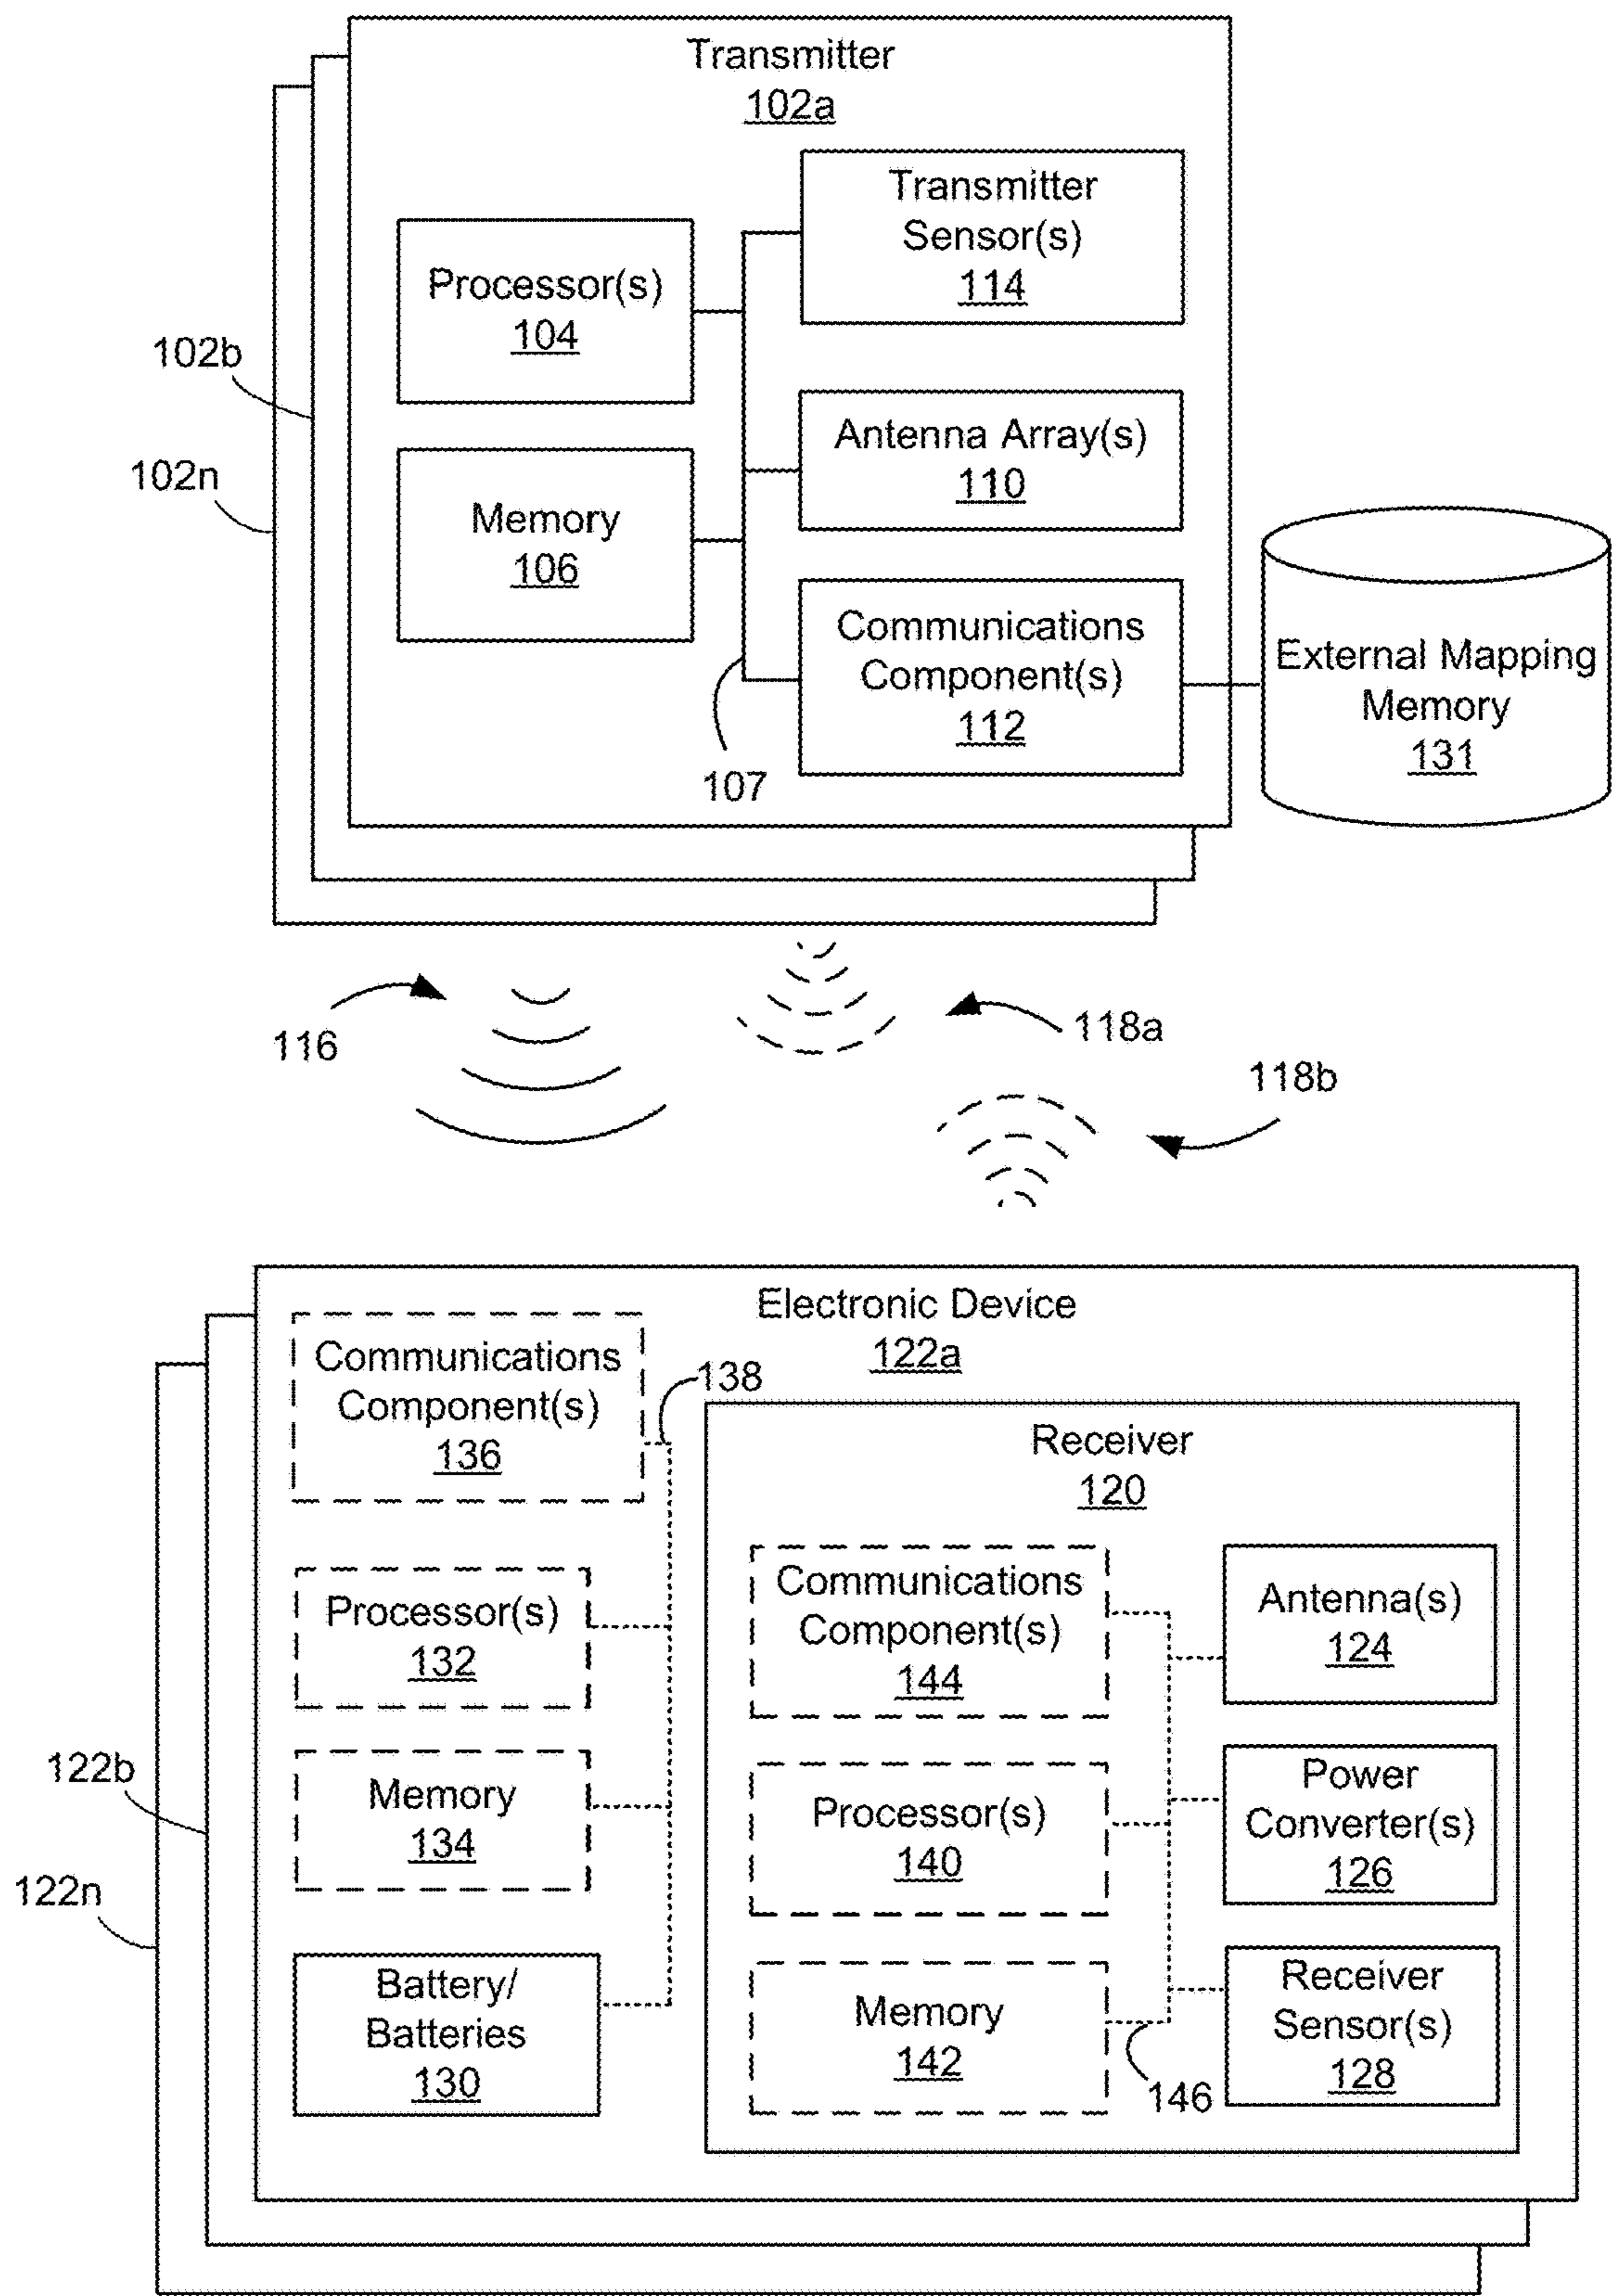 Transmitter
102a
Transmitter
Sensor(s)
114
Processor(s)
104
102b
Antenna Array(s)
110
102n
Memory
106
Communications
Component(s)
112
External Mapping
Memory
131
107
116
118a
118b
Electronic Device
122a
Communications
Component(s)
136
138
Receiver
120
Processor(s)
132
Communications
Component(s)
144
Antenna(s)
124
122b
Memory
134
Processor(s)
140
Power
Converter(s)
126
122n
Battery/
Batteries
130
Memory
142
146
Receiver
Sensor(s)
128